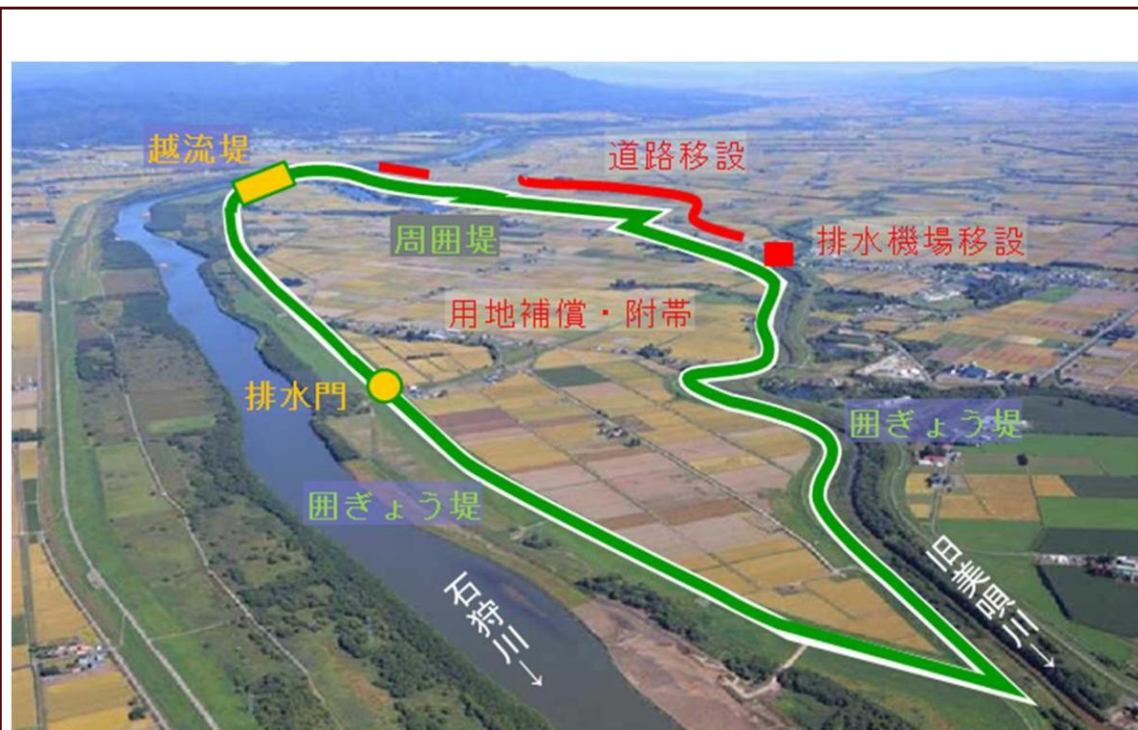 越流堤
道路移設
周囲堤
排水機場移設
用地補償・附帯
排水門
囲ぎょう堤
囲ぎょう堤
石狩川→
旧美唄川→